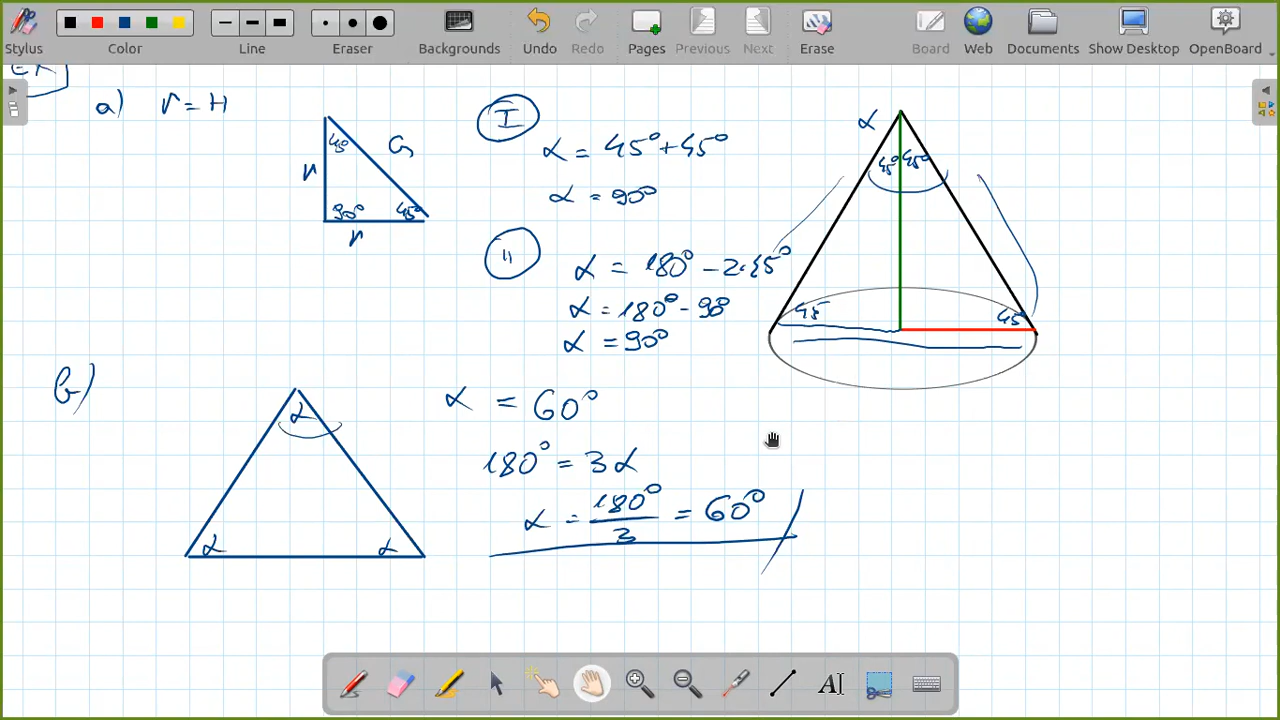 Stylus
Color
Line
Eraser
Backgrounds
Undo
Redo
Pages
Previous
Next
Erase
Board
Web
Documents
Show Desktop
OpenBoard
EX
a) r = H
45°
G
r
90°
45°
r
I
α = 45° + 45°
α = 90°
II
α = 180° - 2·45°
α = 180° - 90°
α = 90°
α
45° 45°
45
45
b)
α
α
α
α = 60°
180° = 3α
α = 180°/3 = 60°
AI